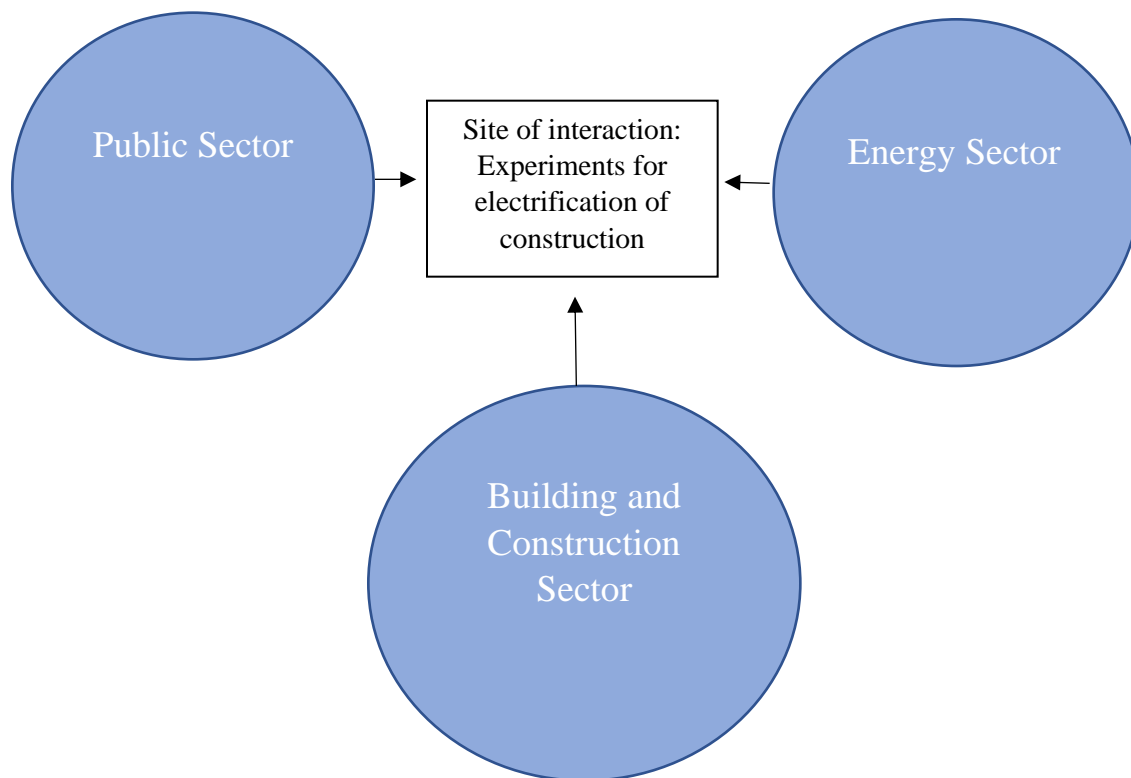 Public Sector
Site of interaction:
Experiments for
electrification of
construction
Energy Sector
Building and
Construction
Sector